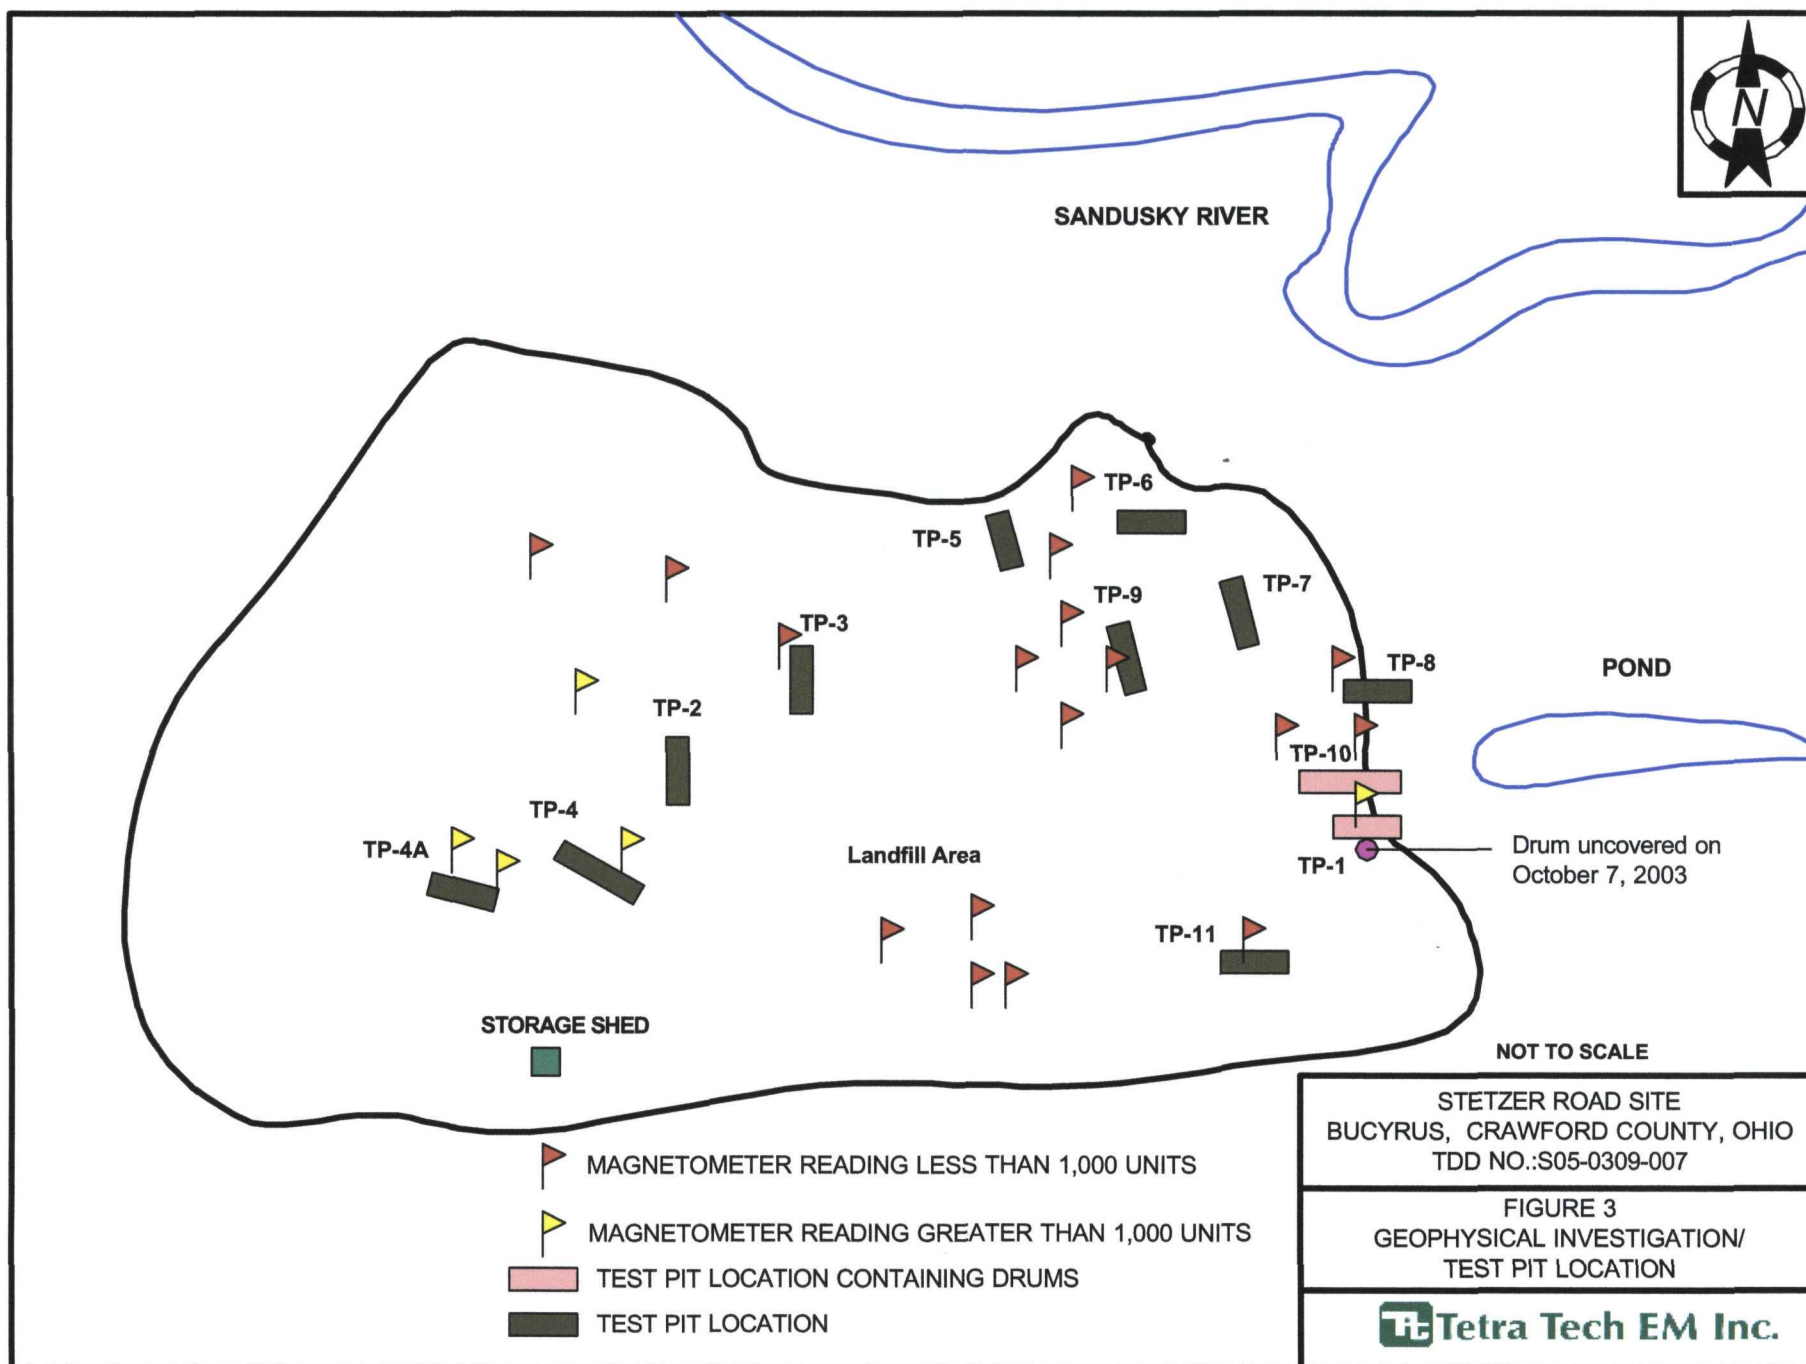 N
SANDUSKY RIVER
TP-6
TP-5
TP-7
TP-9
TP-3
TP-8
POND
TP-2
TP-10
TP-4
TP-4A
Landfill Area
Drum uncovered on
October 7, 2003
TP-1
TP-11
STORAGE SHED
NOT TO SCALE
MAGNETOMETER READING LESS THAN 1,000 UNITS
MAGNETOMETER READING GREATER THAN 1,000 UNITS
TEST PIT LOCATION CONTAINING DRUMS
TEST PIT LOCATION
STETZER ROAD SITE
BUCYRUS, CRAWFORD COUNTY, OHIO
TDD NO.:S05-0309-007
FIGURE 3
GEOPHYSICAL INVESTIGATION/
TEST PIT LOCATION
Tt Tetra Tech EM Inc.